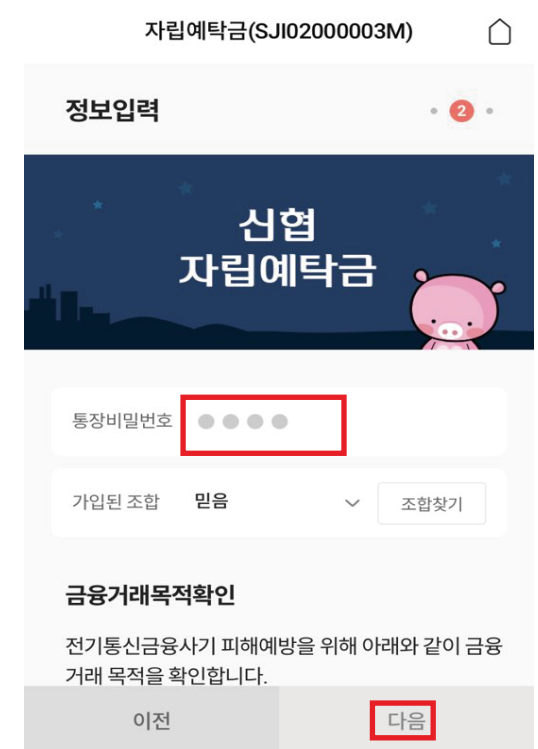 자립예탁금(SJI02000003M)
정보입력
2
신협
자립예탁금
통장비밀번호
가입된 조합 믿음 조합찾기
금융거래목적확인
전기통신금융사기 피해예방을 위해 아래와 같이 금융
거래 목적을 확인합니다.
이전 다음